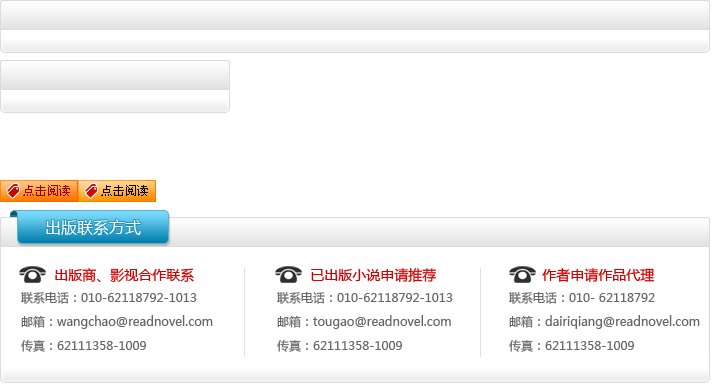 点击阅读 点击阅读
出版联系方式
出版商、影视合作联系
联系电话：010-62118792-1013
邮箱：wangchao@readnovel.com
传真：62111358-1009
已出版小说申请推荐
联系电话：010-62118792-1013
邮箱：tougao@readnovel.com
传真：62111358-1009
作者申请作品代理
联系电话：010- 62118792
邮箱：dairiqiang@readnovel.com
传真：62111358-1009